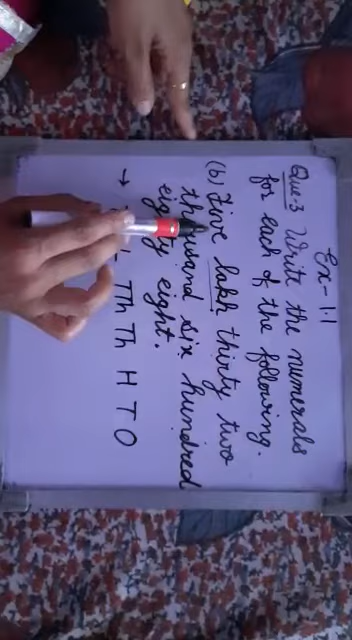 Ex-1.1
Que.3 Write the numerals
for each of the following.
(b) Five lakh thirty two
thousand six hundred
eighty eight.
→ L TTh Th H T O